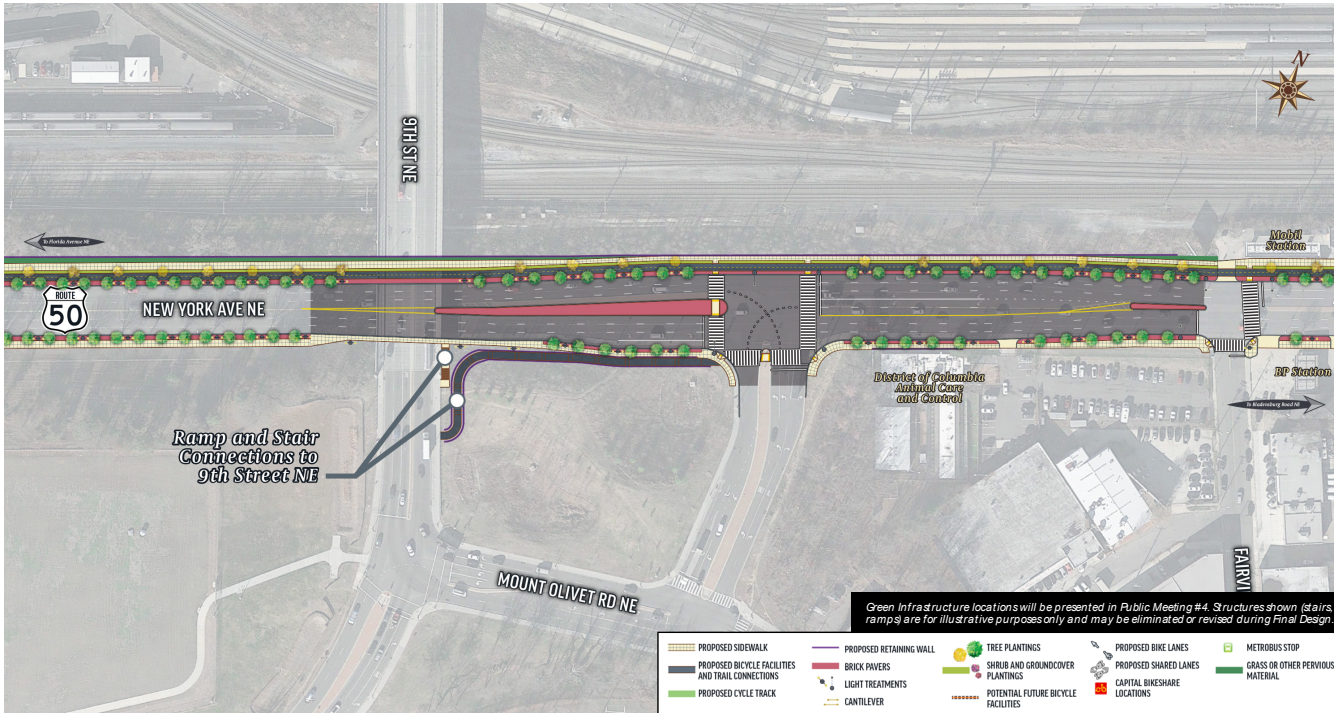 N
9TH ST NE
To Florida Avenue NE
Mobil
Station
ROUTE
50
NEW YORK AVE NE
District of Columbia
Animal Care
and Control
BP Station
To Bladensburg Road NE
Ramp and Stair
Connections to
9th Street NE
MOUNT OLIVET RD NE
FAIRVI
Green Infrastructure locations will be presented in Public Meeting #4. Structures shown (stairs,
ramps) are for illustrative purposes only and may be eliminated or revised during Final Design.
PROPOSED SIDEWALK
PROPOSED BICYCLE FACILITIES
AND TRAIL CONNECTIONS
PROPOSED CYCLE TRACK
PROPOSED RETAINING WALL
BRICK PAVERS
LIGHT TREATMENTS
CANTILEVER
TREE PLANTINGS
SHRUB AND GROUNDCOVER
PLANTINGS
POTENTIAL FUTURE BICYCLE
FACILITIES
PROPOSED BIKE LANES
PROPOSED SHARED LANES
CAPITAL BIKESHARE
LOCATIONS
METROBUS STOP
GRASS OR OTHER PERVIOUS
MATERIAL